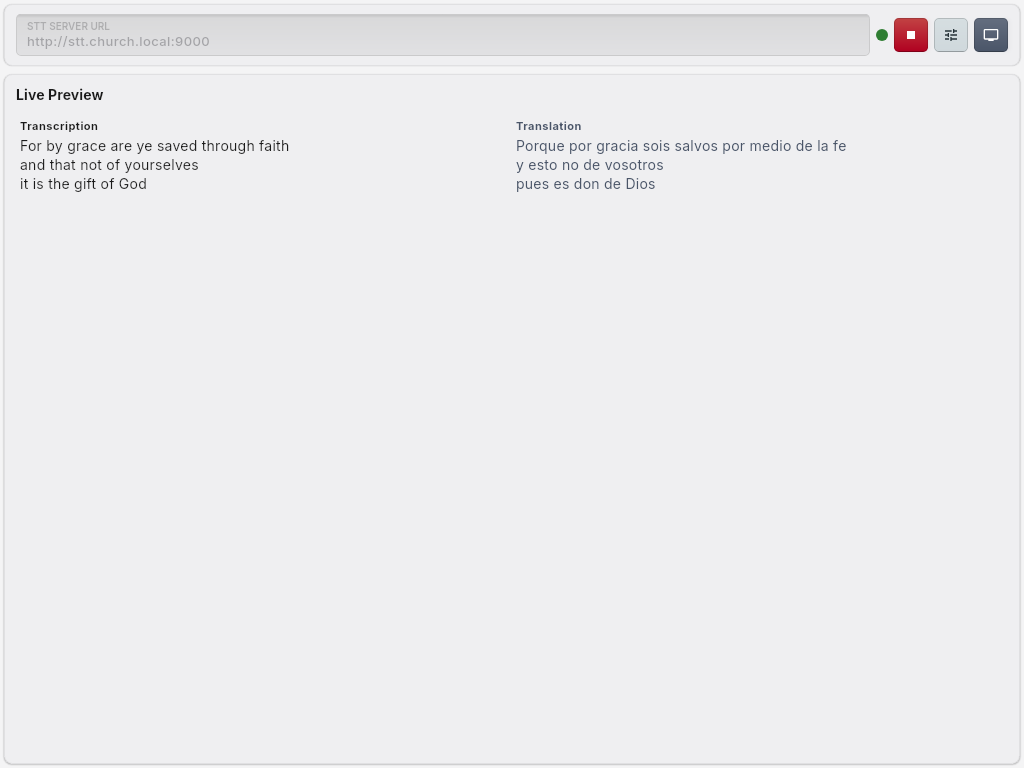 STT SERVER URL
http://stt.church.local:9000
Live Preview
Transcription
For by grace are ye saved through faith
and that not of yourselves
it is the gift of God
Translation
Porque por gracia sois salvos por medio de la fe
y esto no de vosotros
pues es don de Dios